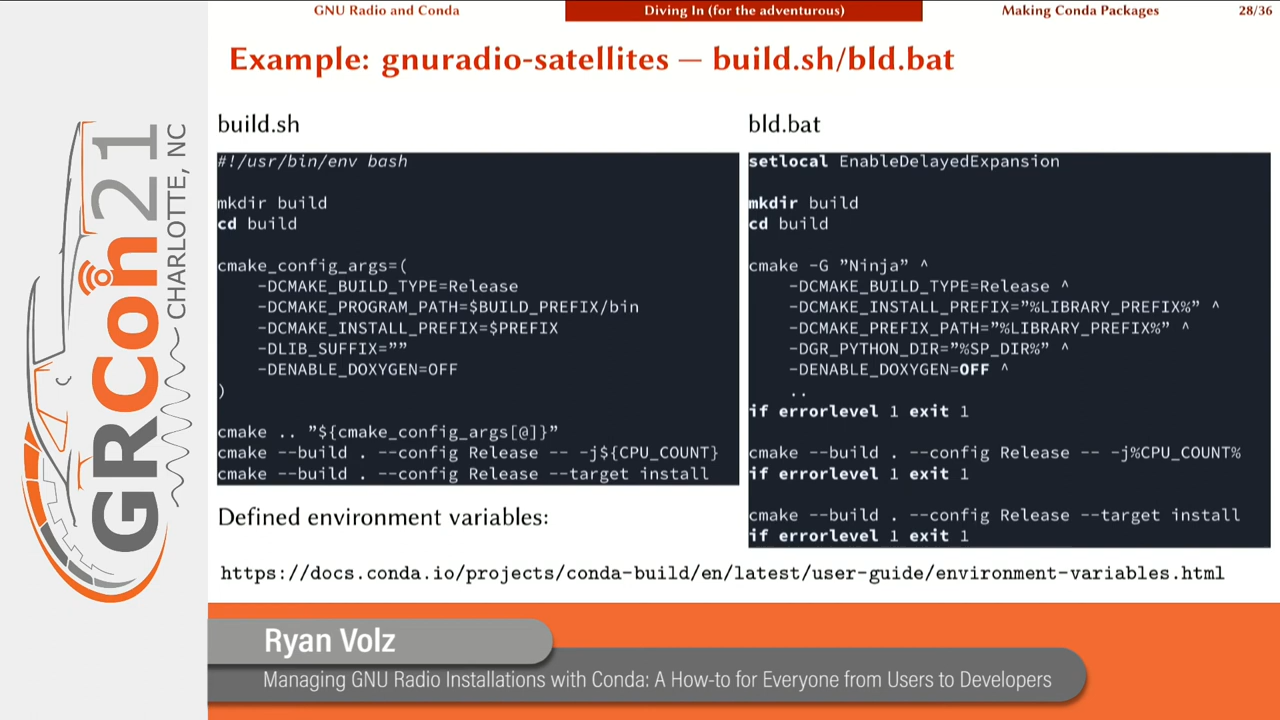 GNU Radio and Conda
Diving In (for the adventurous)
Making Conda Packages
28/36
Example: gnuradio-satellites — build.sh/bld.bat
build.sh
#!/usr/bin/env bash
mkdir build
cd build
cmake_config_args=(
-DCMAKE_BUILD_TYPE=Release
-DCMAKE_PROGRAM_PATH=$BUILD_PREFIX/bin
-DCMAKE_INSTALL_PREFIX=$PREFIX
-DLIB_SUFFIX=””
-DENABLE_DOXYGEN=OFF
)
cmake .. ”${cmake_config_args[@]}”
cmake --build . --config Release -- -j${CPU_COUNT}
cmake --build . --config Release --target install
Defined environment variables:
bld.bat
setlocal EnableDelayedExpansion
mkdir build
cd build
cmake -G ”Ninja” ^
-DCMAKE_BUILD_TYPE=Release ^
-DCMAKE_INSTALL_PREFIX=”%LIBRARY_PREFIX%” ^
-DCMAKE_PREFIX_PATH=”%LIBRARY_PREFIX%” ^
-DGR_PYTHON_DIR=”%SP_DIR%” ^
-DENABLE_DOXYGEN=OFF ^
..
if errorlevel 1 exit 1
cmake --build . --config Release -- -j%CPU_COUNT%
if errorlevel 1 exit 1
cmake --build . --config Release --target install
if errorlevel 1 exit 1
https://docs.conda.io/projects/conda-build/en/latest/user-guide/environment-variables.html
GRCon21
CHARLOTTE, NC
Ryan Volz
Managing GNU Radio Installations with Conda: A How-to for Everyone from Users to Developers